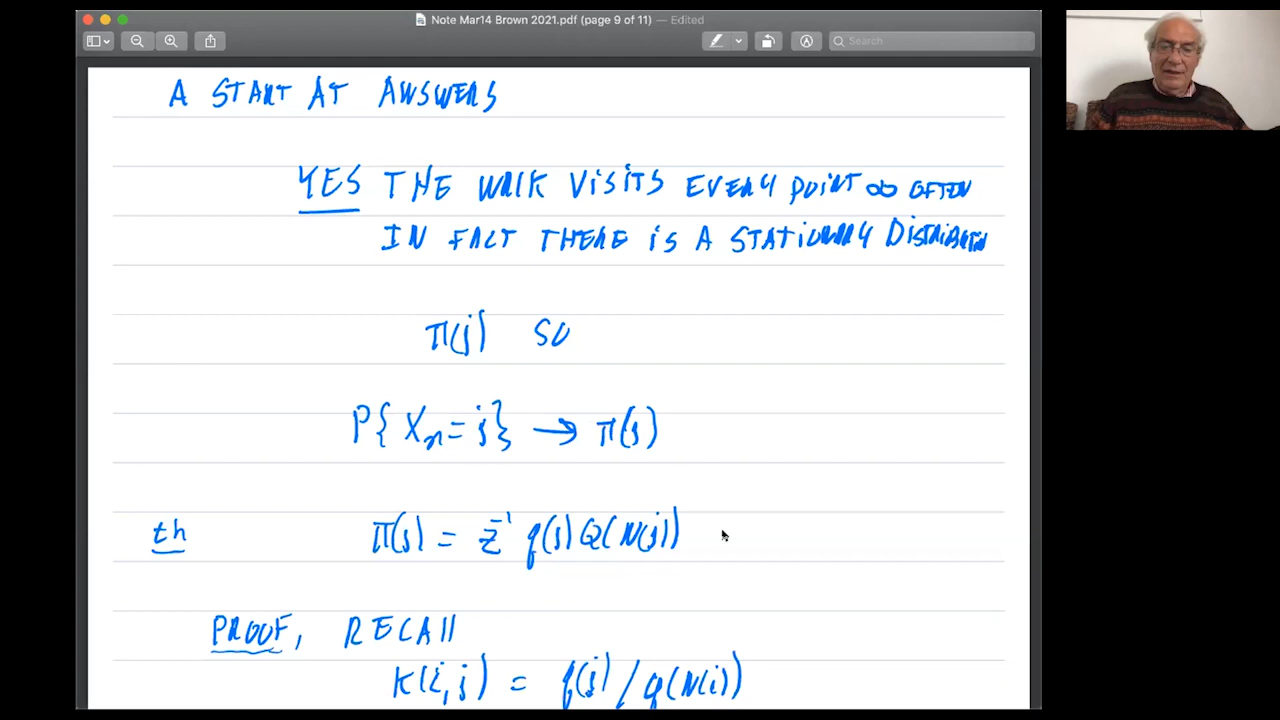 Note Mar14 Brown 2021.pdf (page 9 of 11) — Edited
Search
A START AT ANSWERS
YES THE WALK VISITS EVERY POINT ∞ OFTEN
IN FACT THERE IS A STATIONARY DISTRIBUTION
π(j) SO
P{ Xn = j} → π(j)
th π(j) = z⁻¹ q(j) Q(N(j))
PROOF, RECALL
K(i,j) = q(j) / q(N(i))